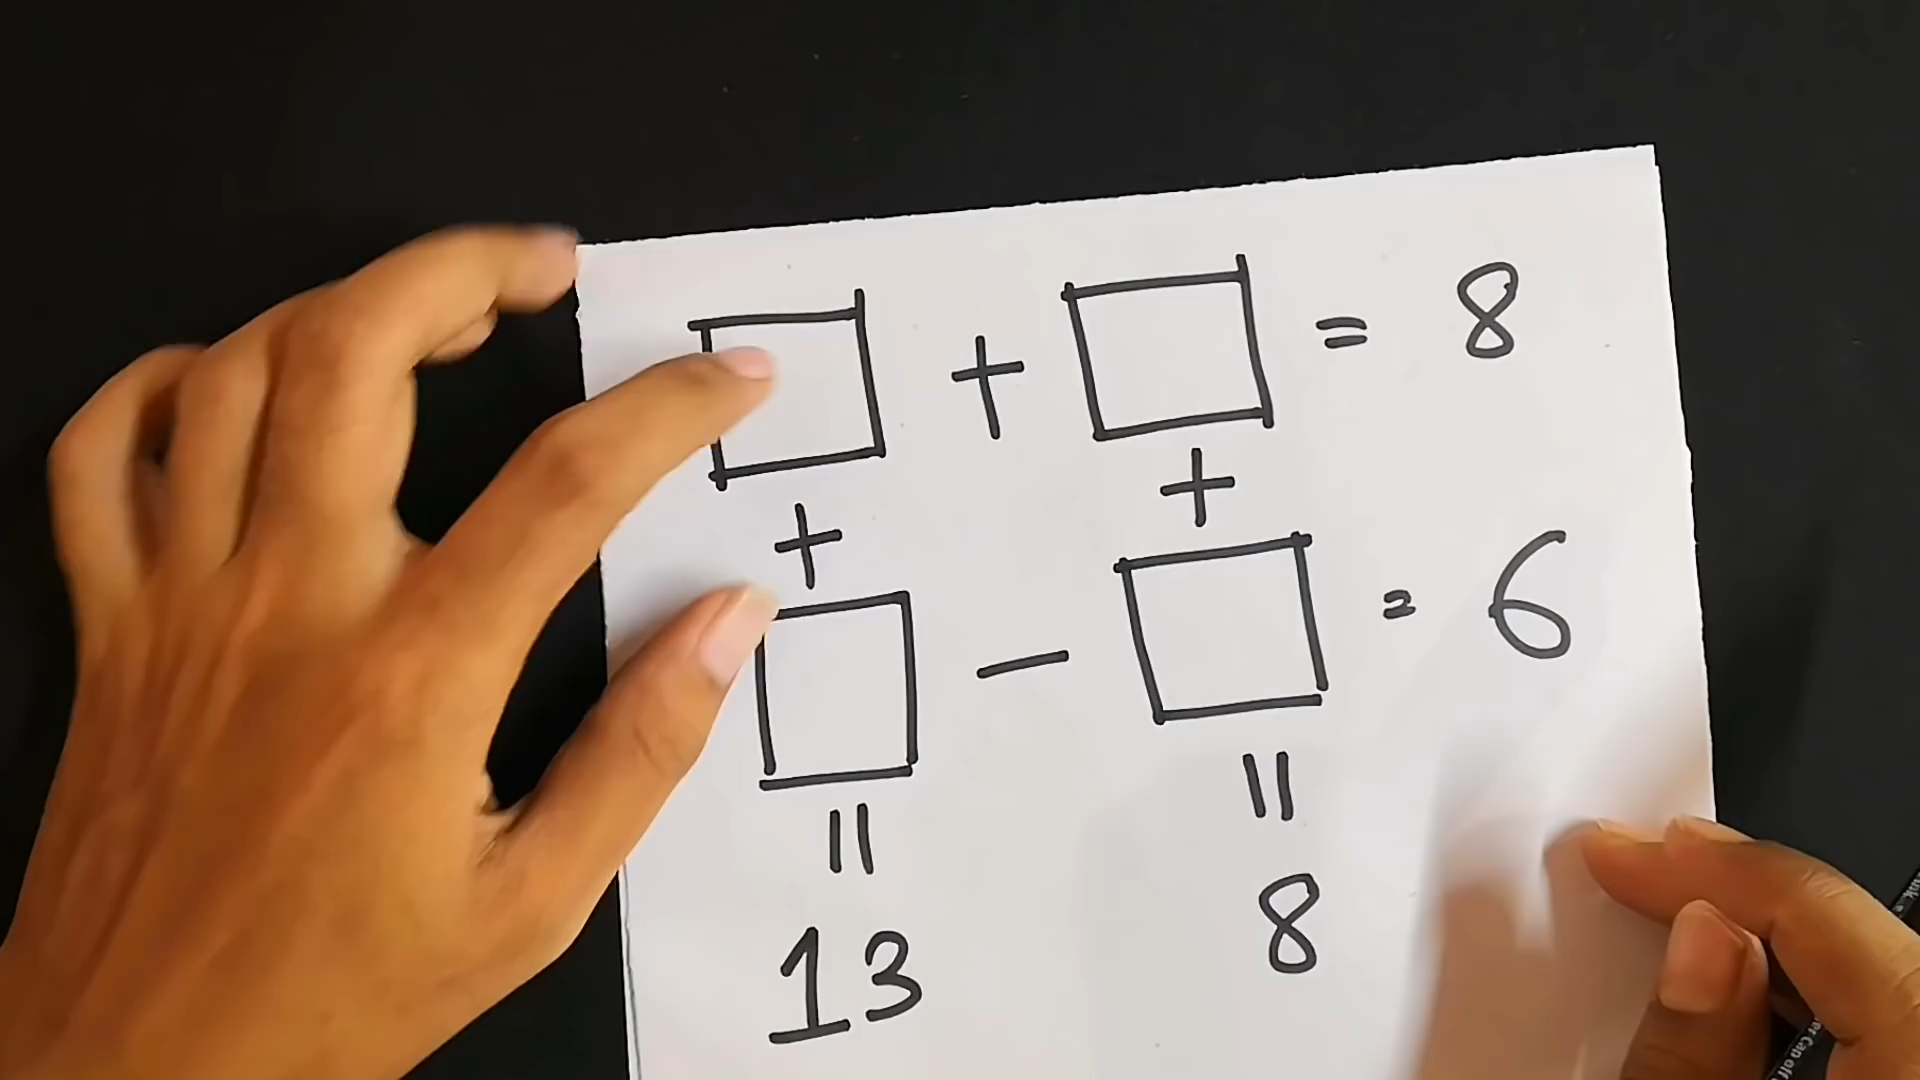 + = 8
+ +
− = 6
= =
13 8